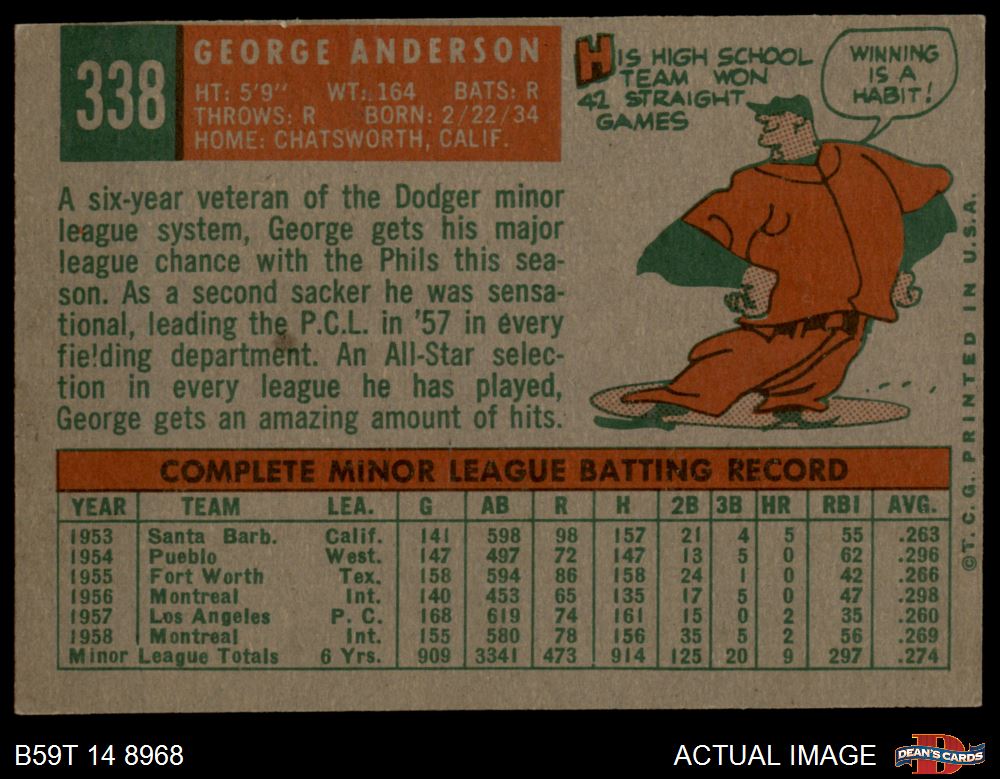 338
GEORGE ANDERSON
HT: 5'9" WT: 164 BATS: R
THROWS: R BORN: 2/22/34
HOME: CHATSWORTH, CALIF.
HIS HIGH SCHOOL
TEAM WON
42 STRAIGHT
GAMES
WINNING
IS A
HABIT!
A six-year veteran of the Dodger minor
league system, George gets his major
league chance with the Phils this sea-
son. As a second sacker he was sensa-
tional, leading the P.C.L. in '57 in every
fielding department. An All-Star selec-
tion in every league he has played,
George gets an amazing amount of hits.
COMPLETE MINOR LEAGUE BATTING RECORD
YEAR TEAM LEA. G AB R H 2B 3B HR RBI AVG.
1953 Santa Barb. Calif. 141 598 98 157 21 4 5 55 .263
1954 Pueblo West. 147 497 72 147 13 5 0 62 .296
1955 Fort Worth Tex. 158 594 86 158 24 1 0 42 .266
1956 Montreal Int. 140 453 65 135 17 5 0 47 .298
1957 Los Angeles P. C. 168 619 74 161 15 0 2 35 .260
1958 Montreal Int. 155 580 78 156 35 5 2 56 .269
Minor League Totals 6 Yrs. 909 3341 473 914 125 20 9 297 .274
©T.C.G. PRINTED IN U.S.A.
B59T 14 8968
ACTUAL IMAGE
DEAN'S CARDS